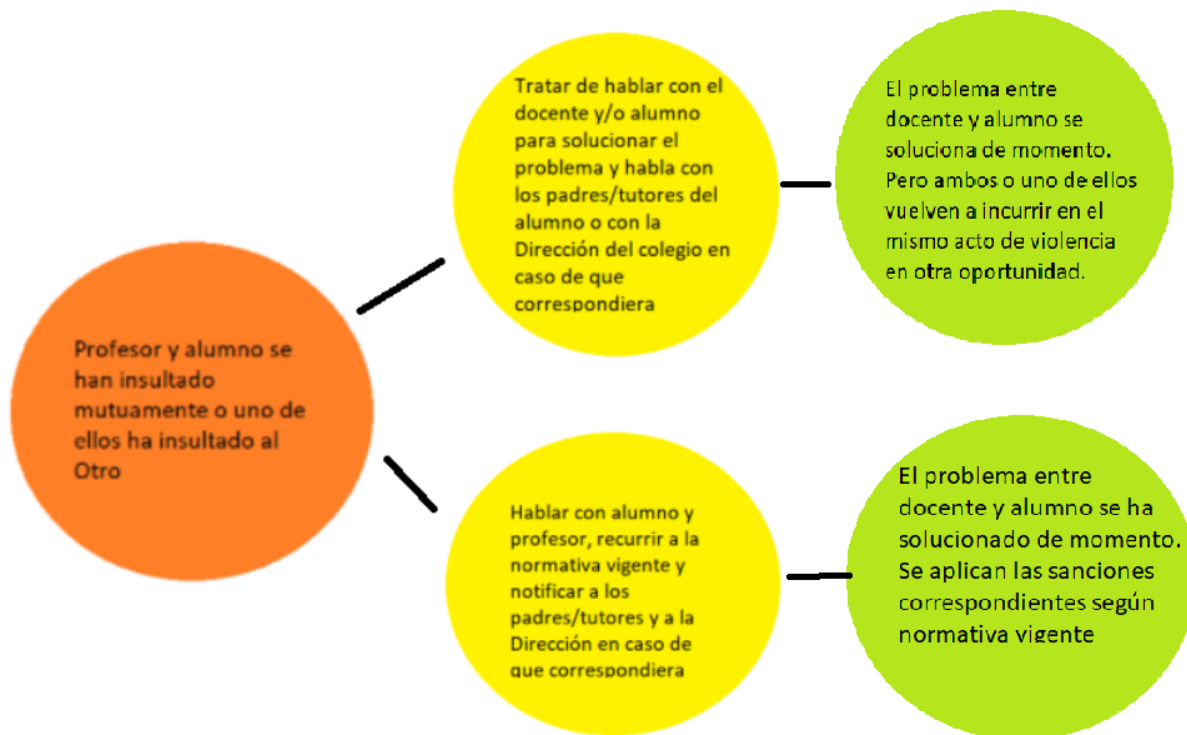 Profesor y alumno se
han insultado
mutuamente o uno de
ellos ha insultado al
Otro
Tratar de hablar con el
docente y/o alumno
para solucionar el
problema y habla con
los padres/tutores del
alumno o con la
Dirección del colegio en
caso de que
correspondiera
El problema entre
docente y alumno se
soluciona de momento.
Pero ambos o uno de ellos
vuelven a incurrir en el
mismo acto de violencia
en otra oportunidad.
Hablar con alumno y
profesor, recurrir a la
normativa vigente y
notificar a los
padres/tutores y a la
Dirección en caso de
que correspondiera
El problema entre
docente y alumno se ha
solucionado de momento.
Se aplican las sanciones
correspondientes según
normativa vigente